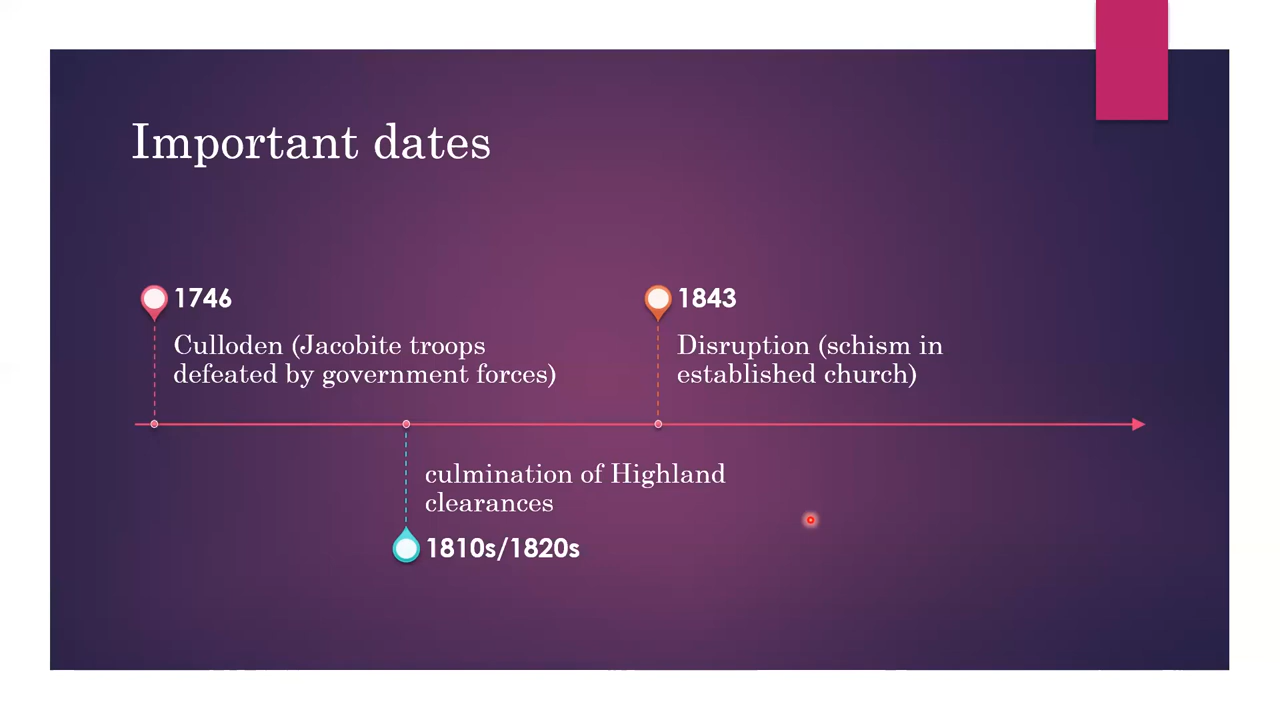 Important dates
1746
Culloden (Jacobite troops
defeated by government forces)
culmination of Highland
clearances
1810s/1820s
1843
Disruption (schism in
established church)